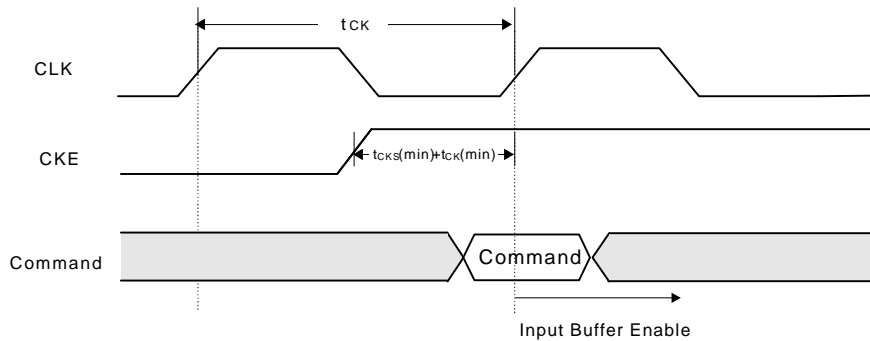 tCK
CLK
CKE
tCKS(min)+tCK(min)
Command
Command
Input Buffer Enable